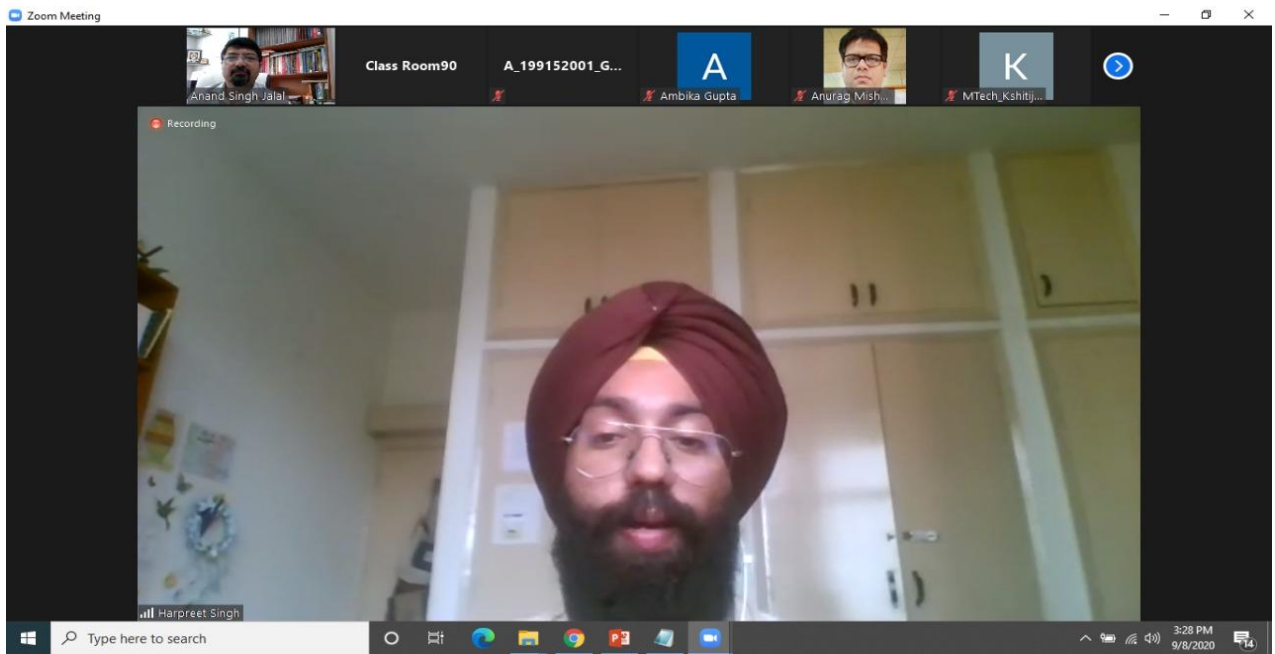 Zoom Meeting
Class Room90
A_199152001_G...
A
K
Anand Singh Jalal
Ambika Gupta
Anurag Mish...
MTech_Kshitij...
Recording
Harpreet Singh
Type here to search
3:28 PM
9/8/2020
14